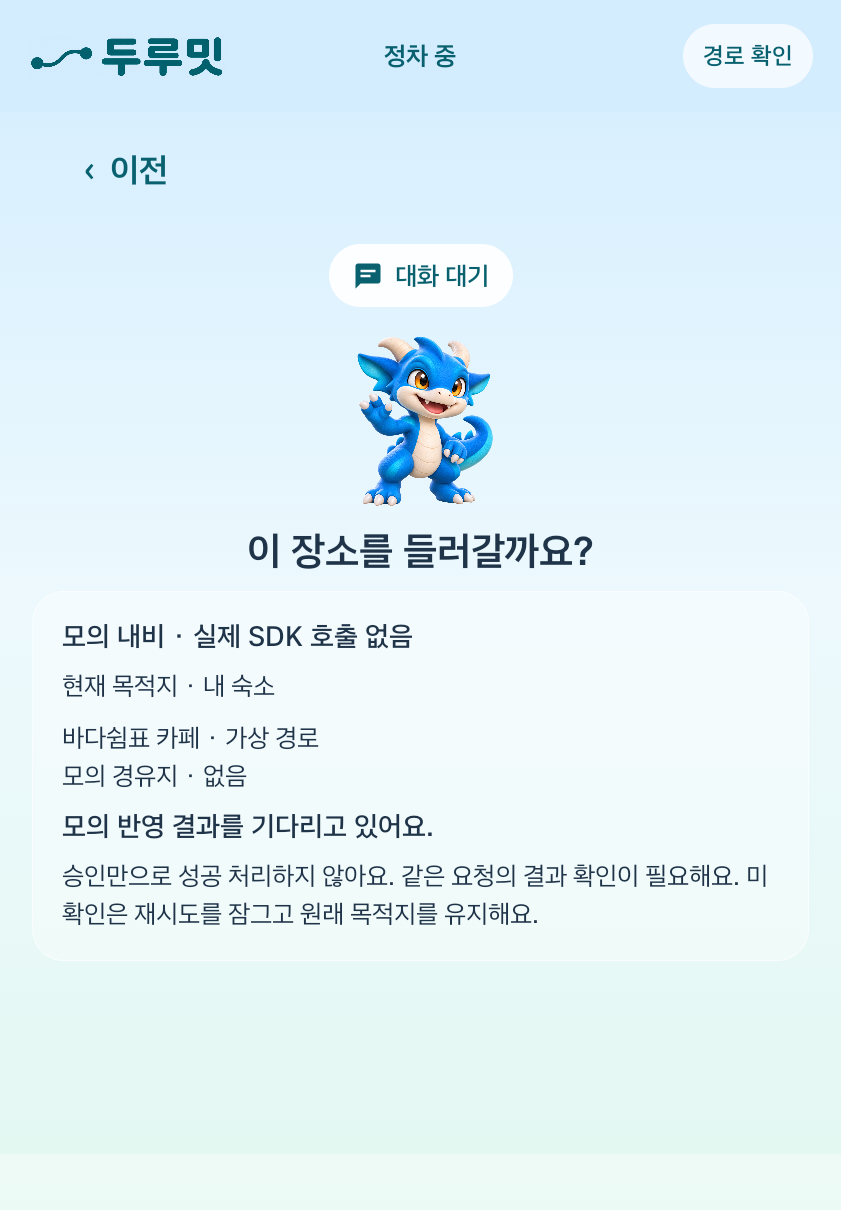 두루밋
정차 중
경로 확인
‹ 이전
대화 대기
이 장소를 들러갈까요?
모의 내비 · 실제 SDK 호출 없음
현재 목적지 · 내 숙소
바다쉼표 카페 · 가상 경로
모의 경유지 · 없음
모의 반영 결과를 기다리고 있어요.
승인만으로 성공 처리하지 않아요. 같은 요청의 결과 확인이 필요해요. 미
확인은 재시도를 잠그고 원래 목적지를 유지해요.